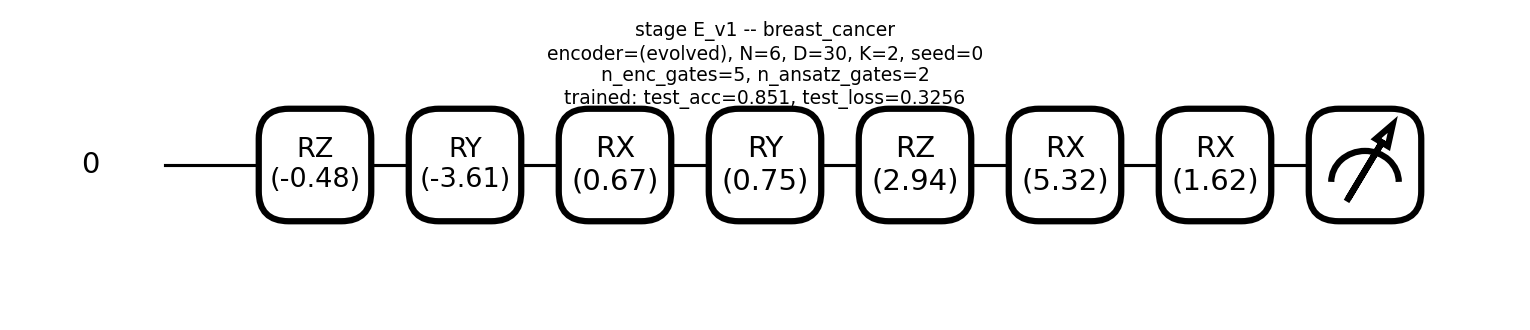 stage E_v1 -- breast_cancer
encoder=(evolved), N=6, D=30, K=2, seed=0
n_enc_gates=5, n_ansatz_gates=2
trained: test_acc=0.851, test_loss=0.3256
0
RZ
(-0.48)
RY
(-3.61)
RX
(0.67)
RY
(0.75)
RZ
(2.94)
RX
(5.32)
RX
(1.62)